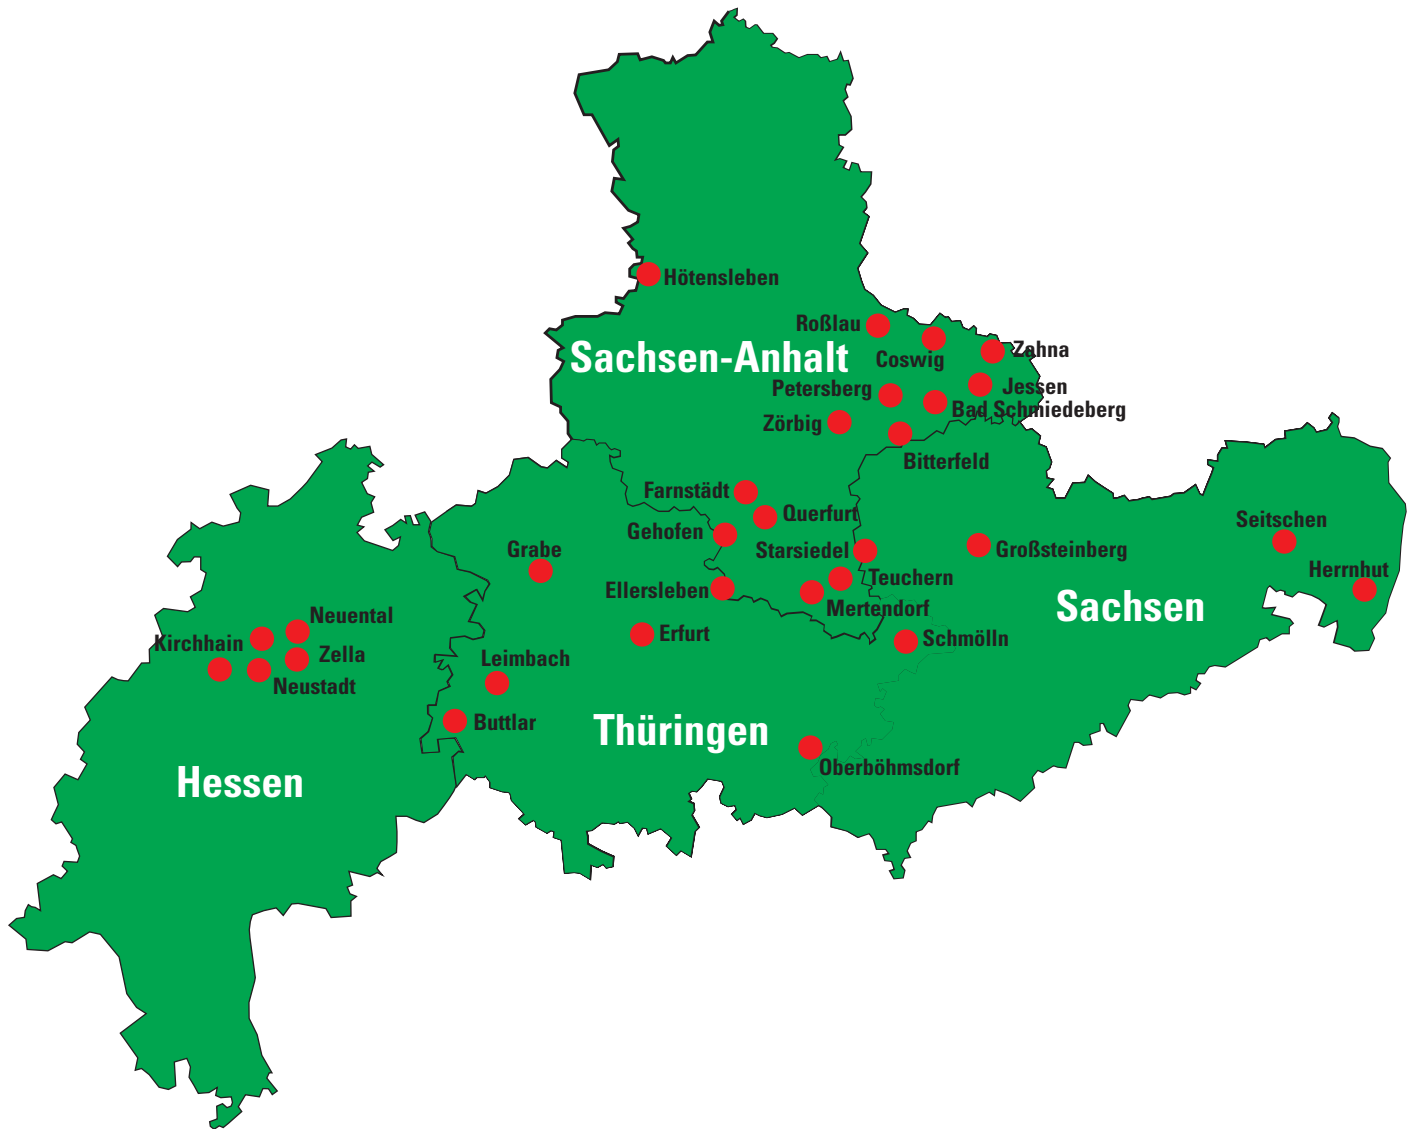 Hötensleben
Roßlau
Coswig
Zahna
Sachsen-Anhalt
Petersberg
Jessen
Bad Schmiedeberg
Zörbig
Bitterfeld
Farnstädt
Querfurt
Gehofen
Starsiedel
Großsteinberg
Seitschen
Grabe
Herrnhut
Teuchern
Ellersleben
Mertendorf
Sachsen
Neuental
Kirchhain
Erfurt
Schmölln
Zella
Leimbach
Neustadt
Buttlar
Thüringen
Oberböhmsdorf
Hessen